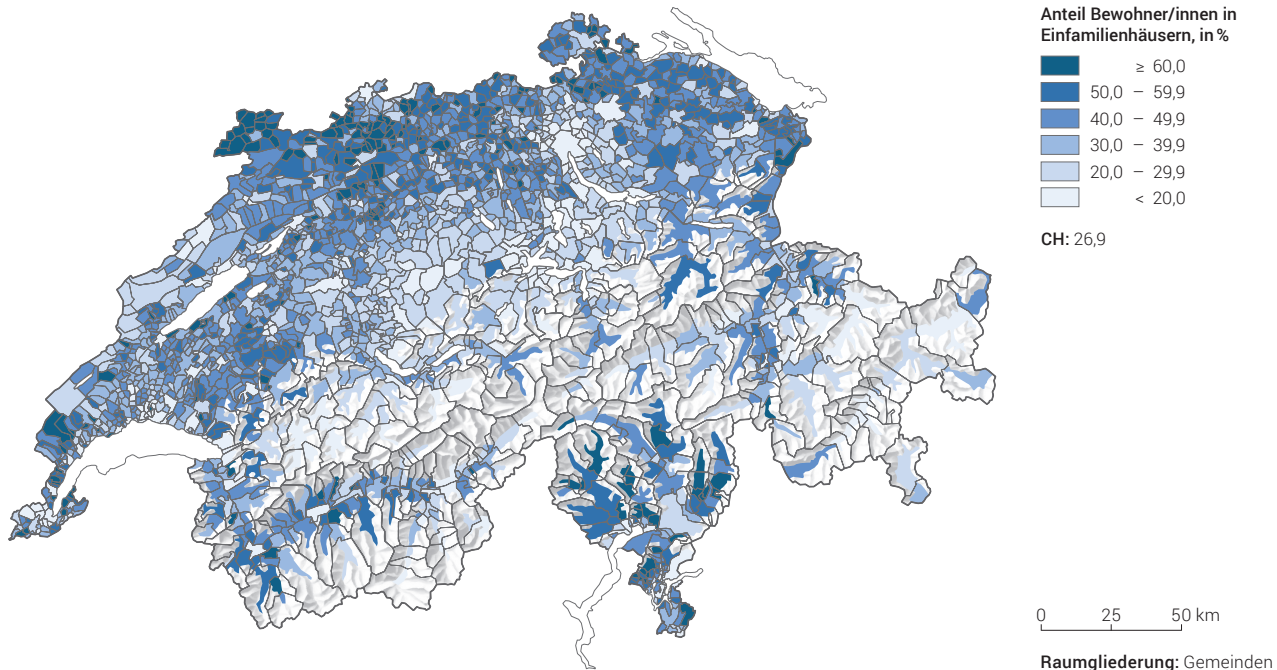 Anteil Bewohner/innen in
Einfamilienhäusern, in %
≥ 60,0
50,0 – 59,9
40,0 – 49,9
30,0 – 39,9
20,0 – 29,9
< 20,0
CH: 26,9
0 25 50 km
Raumgliederung: Gemeinden